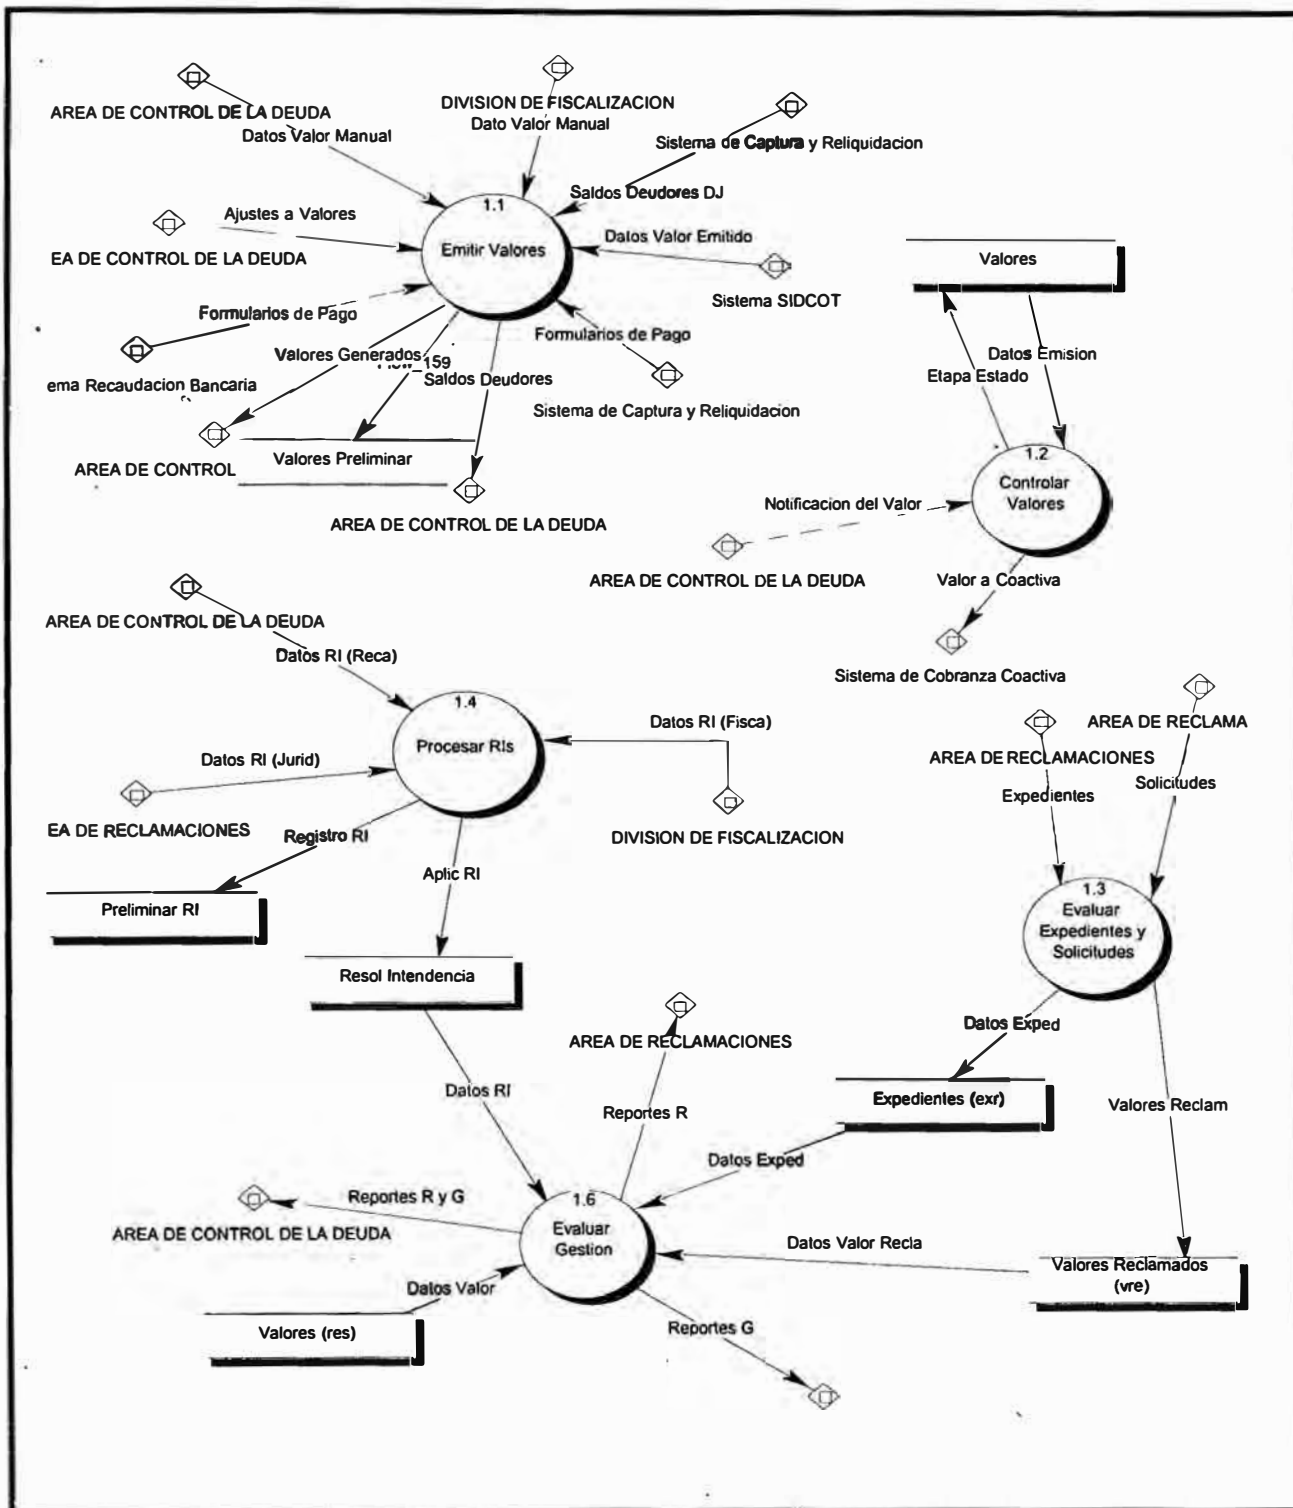 AREA DE CONTROL DE LA DEUDA
Datos Valor Manual
DIVISION DE FISCALIZACION
Dato Valor Manual
Sistema de Captura y Reliquidacion
Saldos Deudores DJ
1.1
Emitir Valores
Ajustes a Valores
EA DE CONTROL DE LA DEUDA
Datos Valor Emitido
Sistema SIDCOT
Formularios de Pago
ema Recaudacion Bancaria
Valores Generados
Saldos Deudores
Formularios de Pago
Sistema de Captura y Reliquidacion
AREA DE CONTROL
Valores Preliminar
AREA DE CONTROL DE LA DEUDA
Valores
Datos Emision
Etapa Estado
1.2
Controlar
Valores
Notificacion del Valor
AREA DE CONTROL DE LA DEUDA
Valor a Coactiva
Sistema de Cobranza Coactiva
AREA DE CONTROL DE LA DEUDA
Datos RI (Reca)
1.4
Procesar RIs
Datos RI (Jurid)
EA DE RECLAMACIONES
Datos RI (Fisca)
DIVISION DE FISCALIZACION
Registro RI
Preliminar RI
Aplic RI
Resol Intendencia
AREA DE RECLAMA
AREA DE RECLAMACIONES
Expedientes
Solicitudes
1.3
Evaluar
Expedientes y
Solicitudes
Datos Exped
Expedientes (exr)
Valores Reclam
AREA DE RECLAMACIONES
Datos RI
Reportes R
Datos Exped
1.6
Evaluar
Gestion
Reportes R y G
AREA DE CONTROL DE LA DEUDA
Datos Valor Recla
Valores Reclamados
(vre)
Datos Valor
Valores (res)
Reportes G